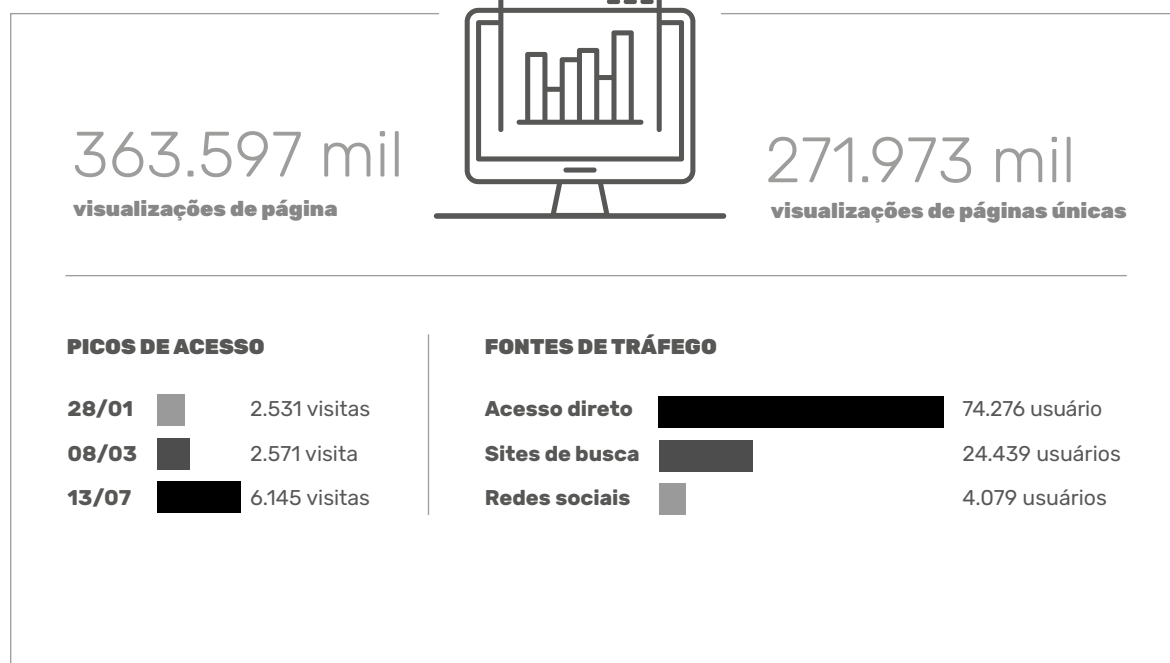 363.597 mil
visualizações de página
271.973 mil
visualizações de páginas únicas
PICOS DE ACESSO
28/01 2.531 visitas
08/03 2.571 visita
13/07 6.145 visitas
FONTES DE TRÁFEGO
Acesso direto 74.276 usuário
Sites de busca 24.439 usuários
Redes sociais 4.079 usuários